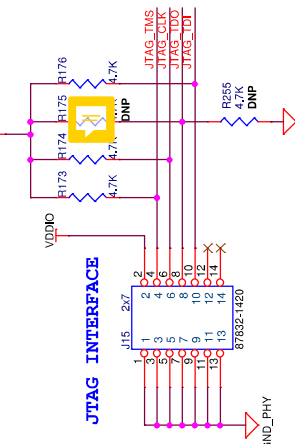 JTAG_TMS
JTAG_CLK
JTAG_TDO
JTAG_TDI
R176
4.7K
R175
DNP
R174
4.7K
R173
4.7K
R255
4.7K
DNP
VDDIO
JTAG INTERFACE
J15
2x7
87832-1420
2 4 6 8 10 12 14
2 4 6 8 10 12 14
1 3 5 7 9 11 13
1 3 5 7 9 11 13